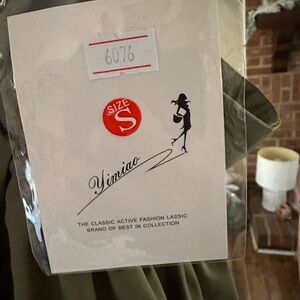 6076
SIZE
S
Yimiao
THE CLASSIC ACTIVE FASHION LASSIC
BRAND OF BEST IN COLLECTION